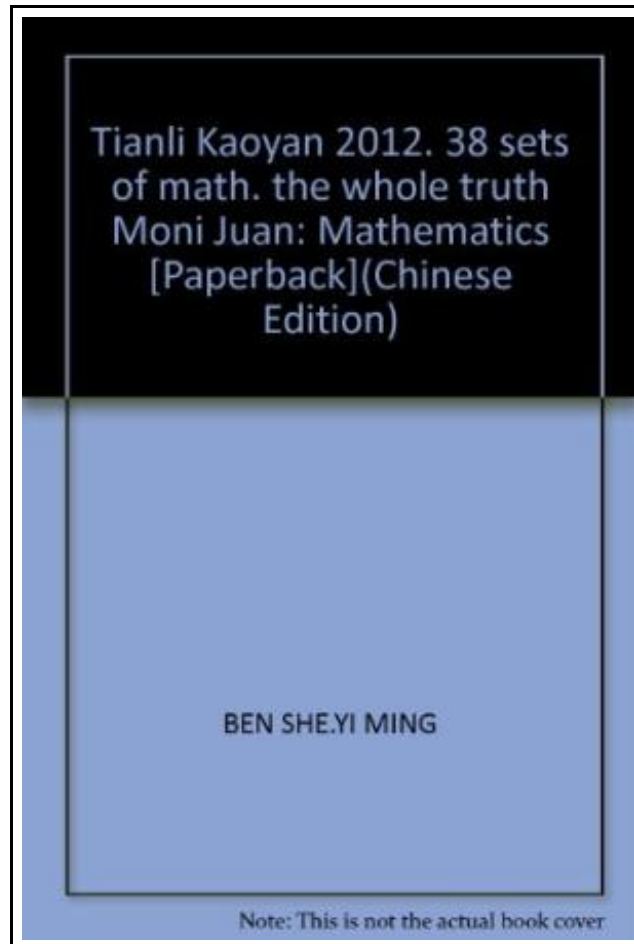 Tianli Kaoyan 2012. 38 sets
of math. the whole truth
Moni Juan: Mathematics
[Paperback](Chinese
Edition)
BEN SHE.YI MING
Note: This is not the actual book cover